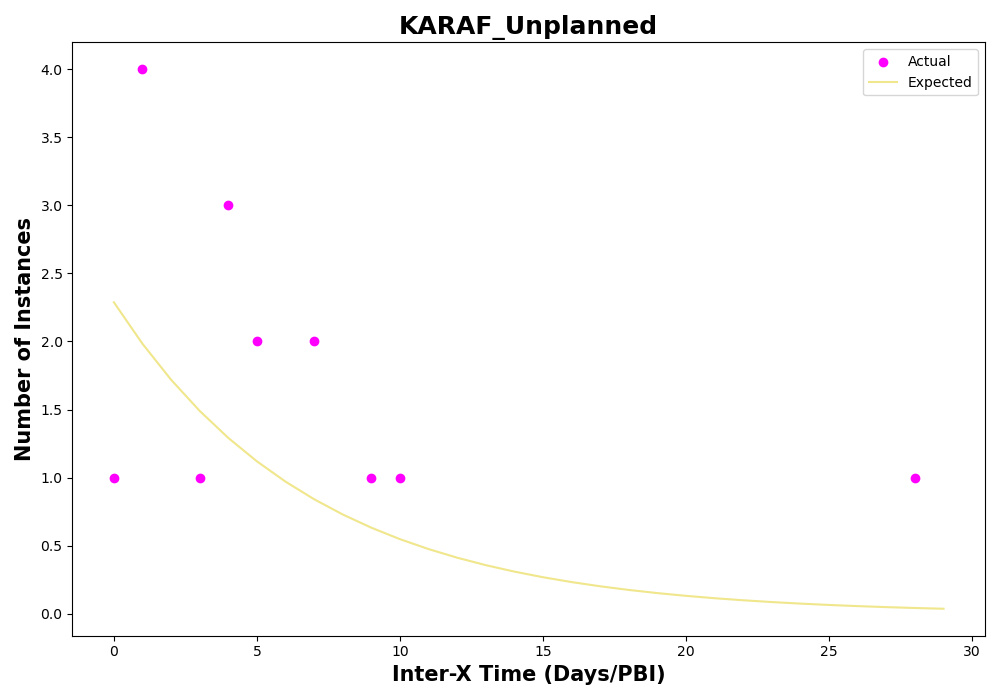 KARAF_Unplanned
Actual
Expected
4.0
3.5
3.0
2.5
2.0
1.5
1.0
0.5
0.0
Number of Instances
0 5 10 15 20 25 30
Inter-X Time (Days/PBI)